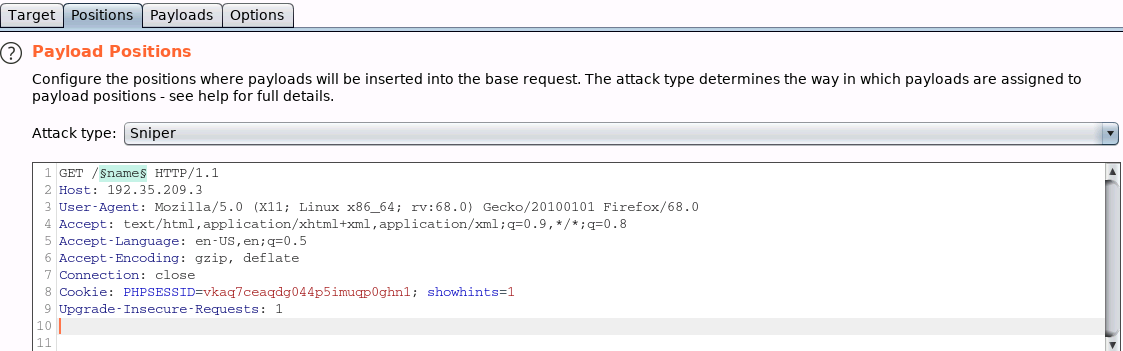 Target Positions Payloads Options
? Payload Positions
Configure the positions where payloads will be inserted into the base request. The attack type determines the way in which payloads are assigned to
payload positions - see help for full details.
Attack type: Sniper
1 GET /§name§ HTTP/1.1
2 Host: 192.35.209.3
3 User-Agent: Mozilla/5.0 (X11; Linux x86_64; rv:68.0) Gecko/20100101 Firefox/68.0
4 Accept: text/html,application/xhtml+xml,application/xml;q=0.9,*/*;q=0.8
5 Accept-Language: en-US,en;q=0.5
6 Accept-Encoding: gzip, deflate
7 Connection: close
8 Cookie: PHPSESSID=vkaq7ceaqdg044p5imuqp0ghn1; showhints=1
9 Upgrade-Insecure-Requests: 1
10
11